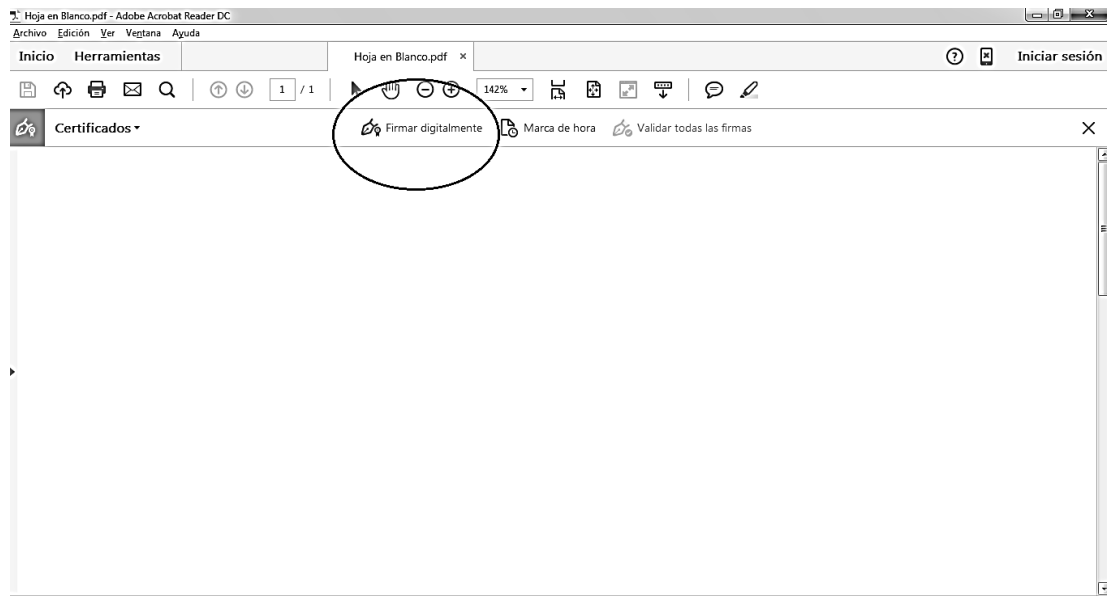 Hoja en Blanco.pdf - Adobe Acrobat Reader DC
Archivo Edición Ver Ventana Ayuda
Inicio Herramientas Hoja en Blanco.pdf × Iniciar sesión
1 / 1 142%
Certificados Firmar digitalmente Marca de hora Validar todas las firmas